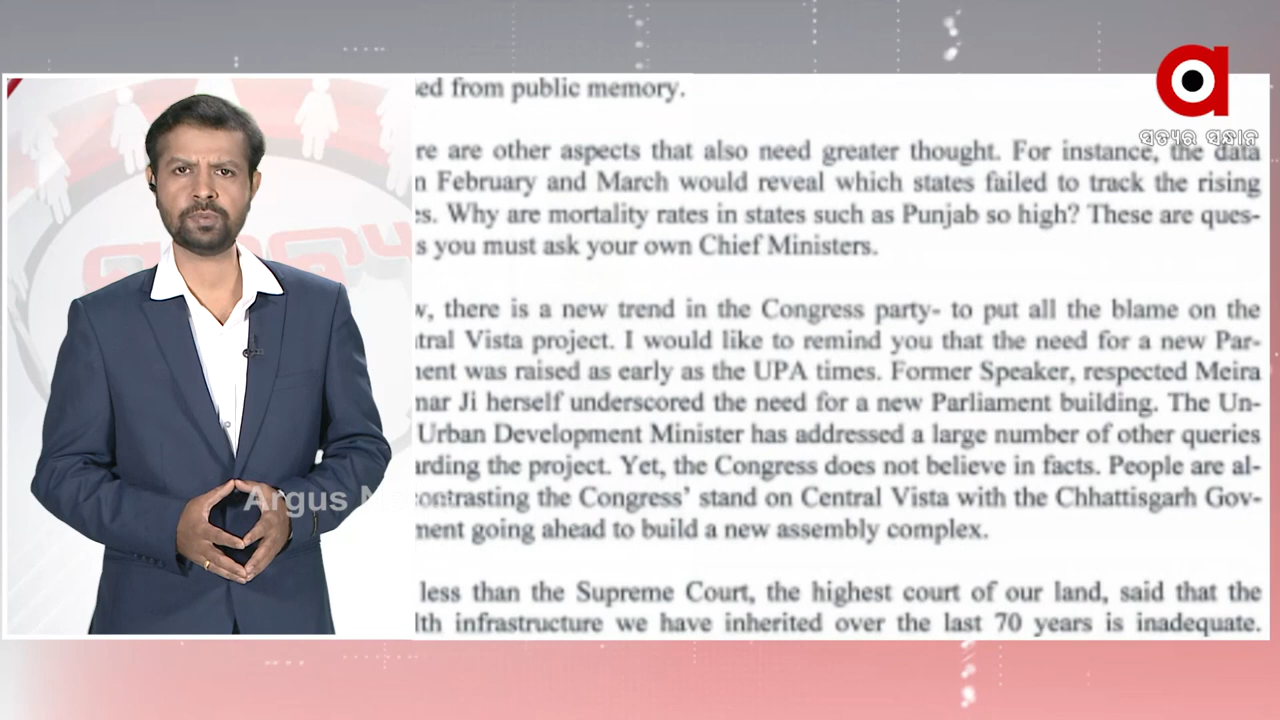 ସତ୍ୟର ସନ୍ଧାନ
ed from public memory.
re are other aspects that also need greater thought. For instance, the data
n February and March would reveal which states failed to track the rising
s. Why are mortality rates in states such as Punjab so high? These are ques-
s you must ask your own Chief Ministers.
w, there is a new trend in the Congress party- to put all the blame on the
tral Vista project. I would like to remind you that the need for a new Par-
ent was raised as early as the UPA times. Former Speaker, respected Meira
mar Ji herself underscored the need for a new Parliament building. The Un-
Urban Development Minister has addressed a large number of other queries
arding the project. Yet, the Congress does not believe in facts. People are al-
contrasting the Congress' stand on Central Vista with the Chhattisgarh Gov-
ment going ahead to build a new assembly complex.
less than the Supreme Court, the highest court of our land, said that the
lth infrastructure we have inherited over the last 70 years is inadequate.
Argus